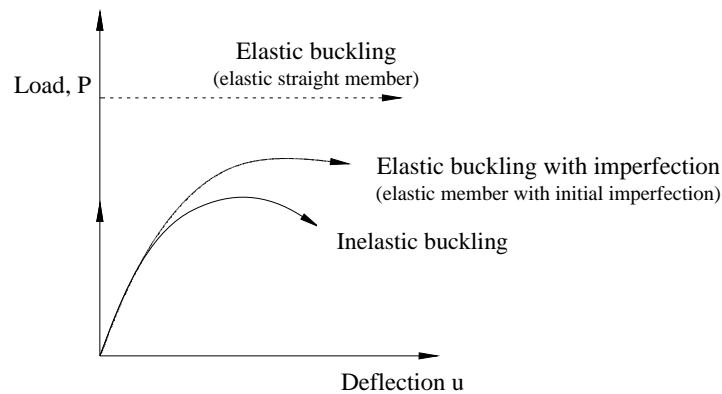 Elastic buckling
(elastic straight member)
Load, P
Elastic buckling with imperfection
(elastic member with initial imperfection)
Inelastic buckling
Deflection u